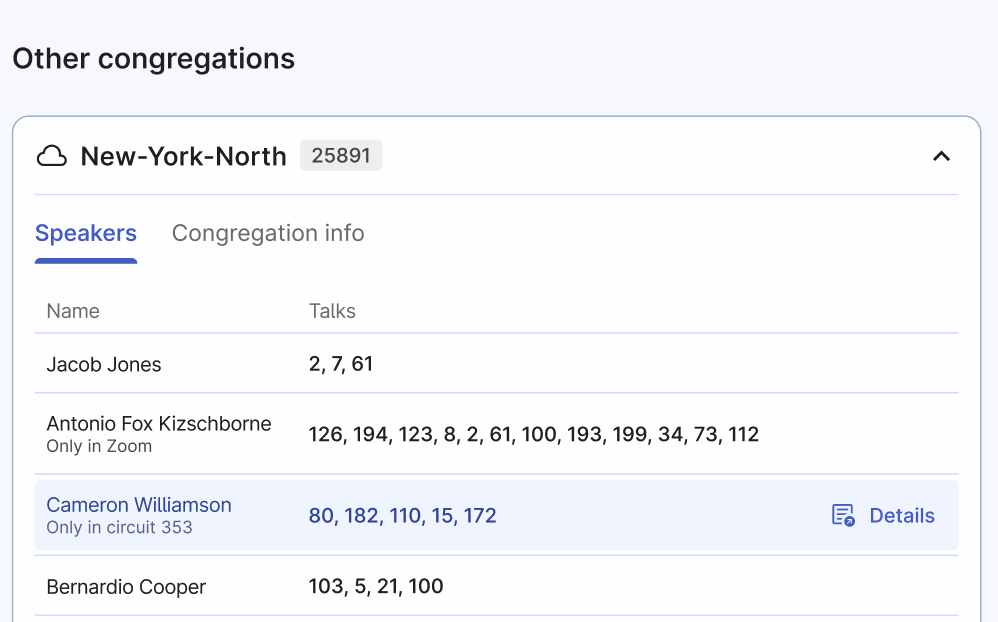 Other congregations
New-York-North 25891
Speakers Congregation info
Name Talks
Jacob Jones 2, 7, 61
Antonio Fox Kizschborne
Only in Zoom
126, 194, 123, 8, 2, 61, 100, 193, 199, 34, 73, 112
Cameron Williamson
Only in circuit 353
80, 182, 110, 15, 172
Details
Bernardio Cooper 103, 5, 21, 100